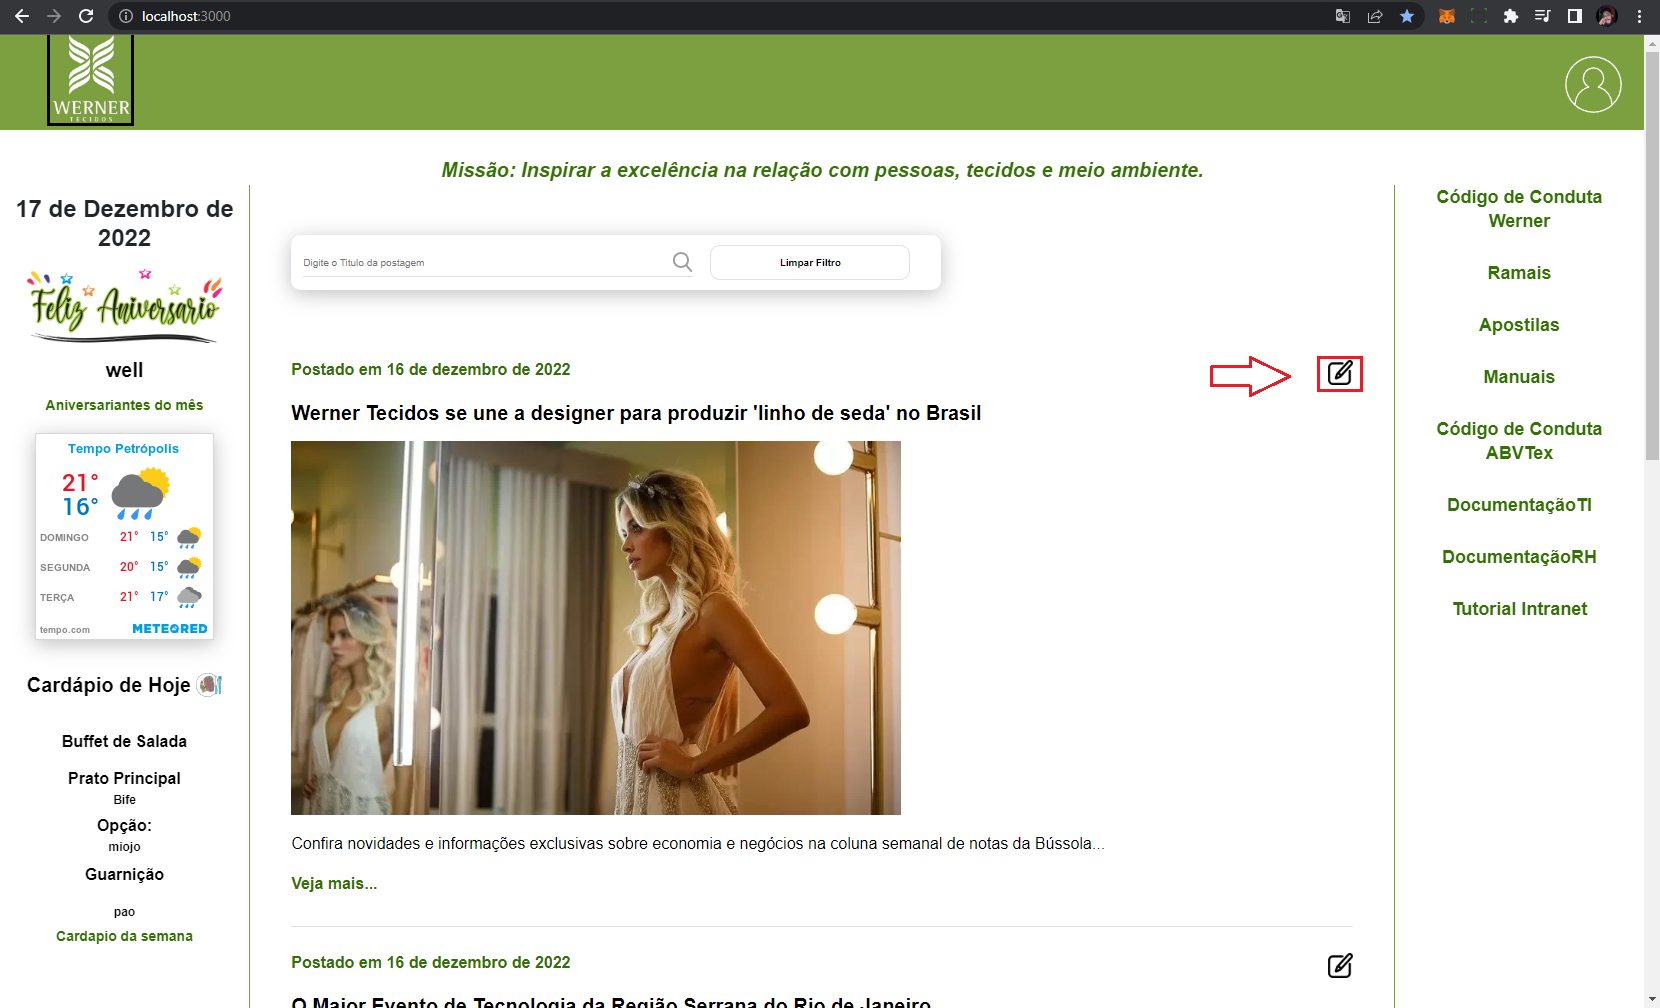 localhost:3000
WERNER
TECIDOS
Missão: Inspirar a excelência na relação com pessoas, tecidos e meio ambiente.
17 de Dezembro de
2022
Feliz Aniversario
well
Aniversariantes do mês
Tempo Petrópolis
21°
16°
DOMINGO 21° 15°
SEGUNDA 20° 15°
TERÇA 21° 17°
tempo.com METEORED
Cardápio de Hoje
Buffet de Salada
Prato Principal
Bife
Opção:
miojo
Guarnição
pao
Cardapio da semana
Digite o Titulo da postagem
Limpar Filtro
Postado em 16 de dezembro de 2022
Werner Tecidos se une a designer para produzir 'linho de seda' no Brasil
Confira novidades e informações exclusivas sobre economia e negócios na coluna semanal de notas da Bússola...
Veja mais...
Postado em 16 de dezembro de 2022
O Maior Evento de Tecnologia da Região Serrana do Rio de Janeiro
Código de Conduta
Werner
Ramais
Apostilas
Manuais
Código de Conduta
ABVTex
DocumentaçãoTI
DocumentaçãoRH
Tutorial Intranet